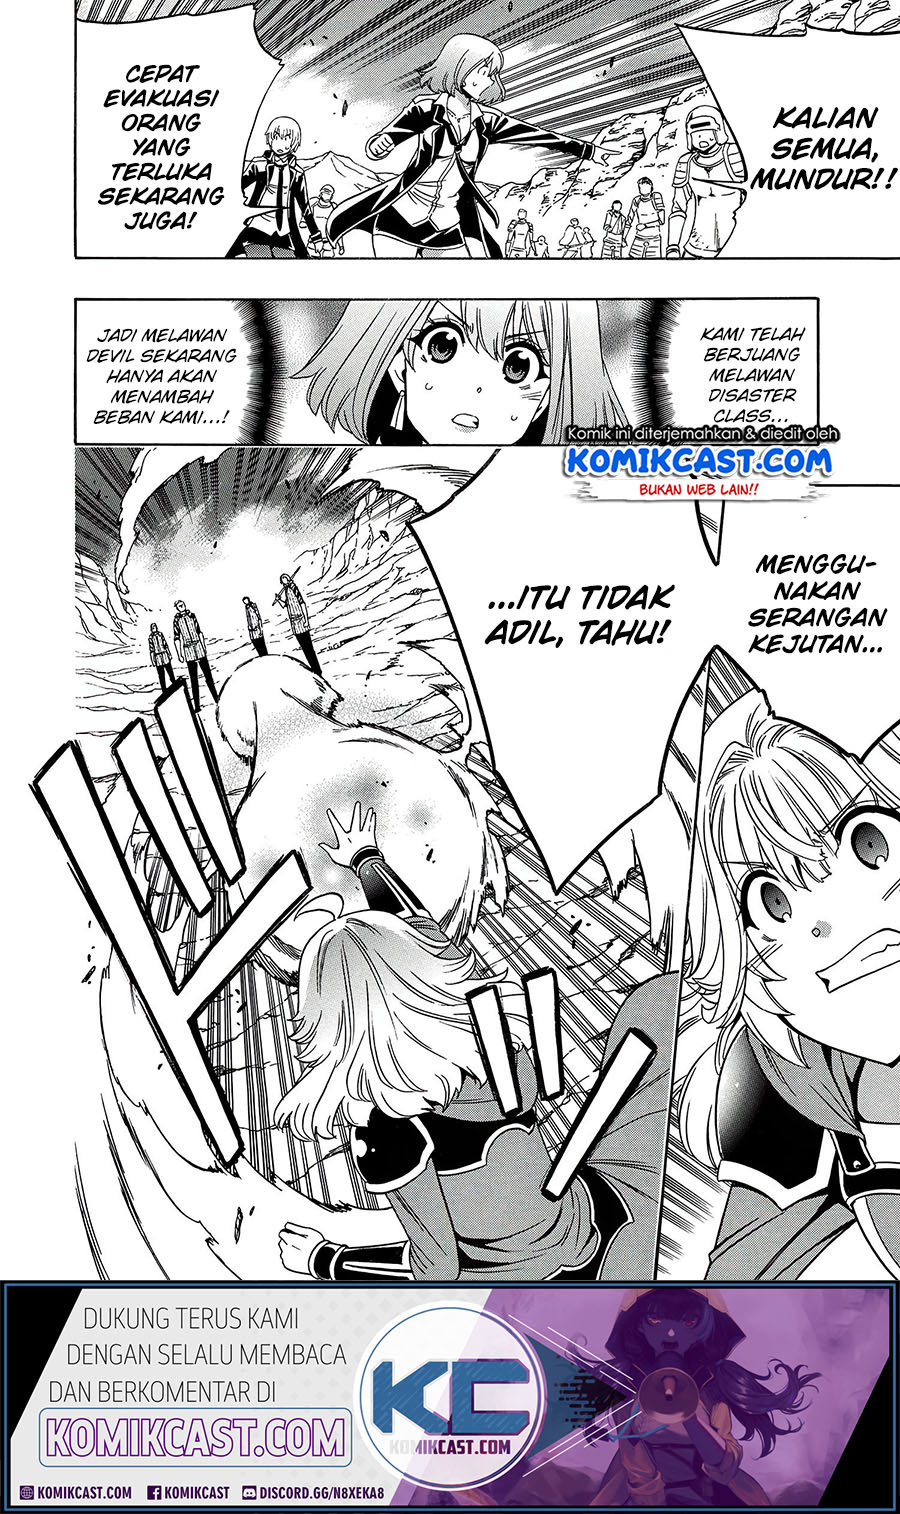 KALIAN
SEMUA,
MUNDUR!!
CEPAT
EVAKUASI
ORANG
YANG
TERLUKA
SEKARANG
JUGA!
KAMI TELAH
BERJUANG
MELAWAN
DISASTER
CLASS...
JADI MELAWAN
DEVIL SEKARANG
HANYA AKAN
MENAMBAH
BEBAN KAMI...!
Komik ini diterjemahkan & diedit oleh
KOMIKCAST.COM
BUKAN WEB LAIN!!
MENGGU-
NAKAN
SERANGAN
KEJUTAN...
...ITU TIDAK
ADIL, TAHU!
DUKUNG TERUS KAMI
DENGAN SELALU MEMBACA
DAN BERKOMENTAR DI
KOMIKCAST.COM
KC
KOMIKCAST.COM
KOMIKCAST.COM KOMIKCAST DISCORD.GG/N8XEKA8